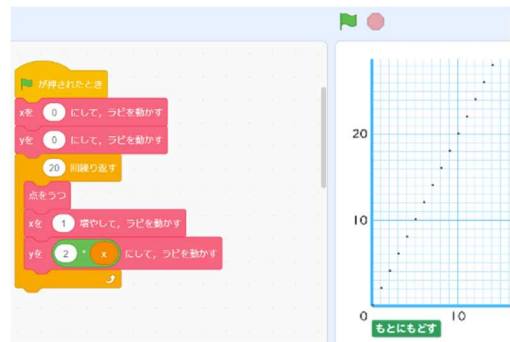 が押されたとき
xを 0 にして，ラビを動かす
yを 0 にして，ラビを動かす
20 回繰り返す
点をうつ
xを 1 増やして，ラビを動かす
yを 2 * x にして，ラビを動かす
20
10
0
10
もとにもどす